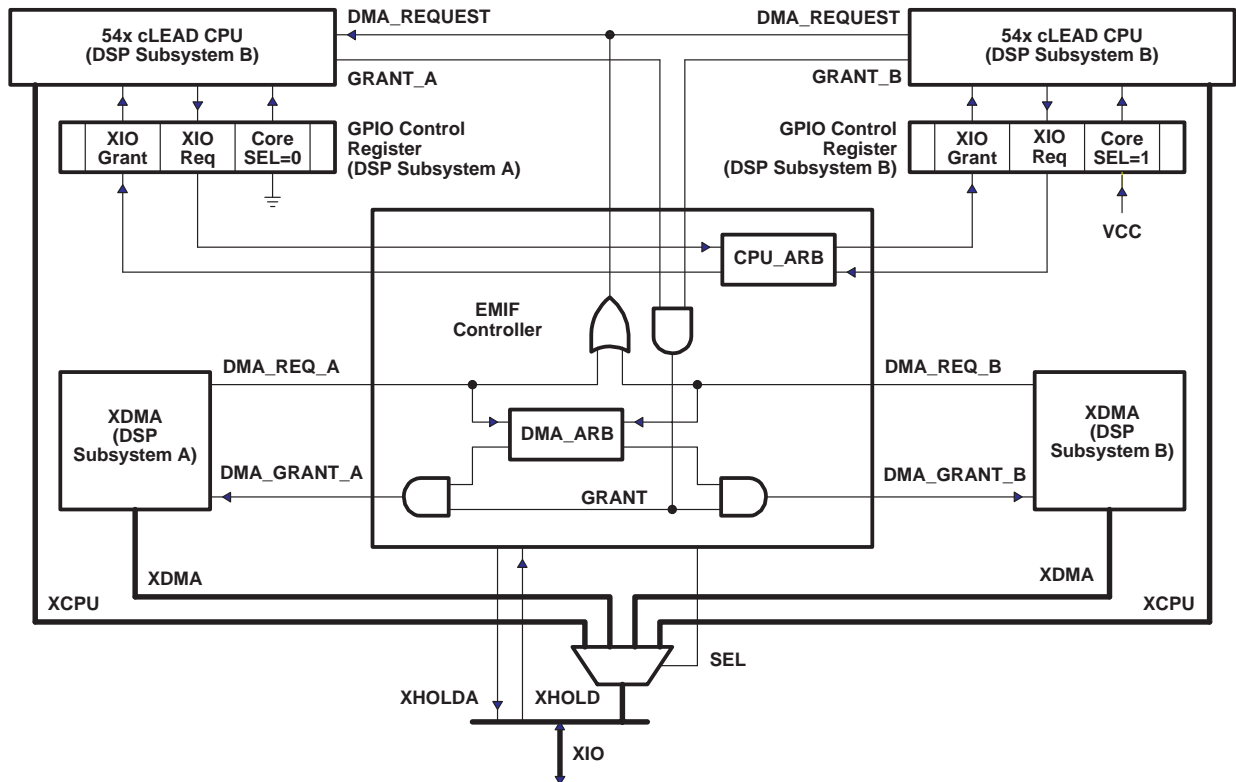 DMA_REQUEST
DMA_REQUEST
54x cLEAD CPU
(DSP Subsystem B)
54x cLEAD CPU
(DSP Subsystem B)
GRANT_A
GRANT_B
XIO
Grant
XIO
Req
Core
SEL=0
GPIO Control
Register
(DSP Subsystem A)
GPIO Control
Register
(DSP Subsystem B)
XIO
Grant
XIO
Req
Core
SEL=1
VCC
CPU_ARB
EMIF
Controller
DMA_REQ_A
DMA_REQ_B
XDMA
(DSP
Subsystem A)
XDMA
(DSP
Subsystem B)
DMA_ARB
DMA_GRANT_A
DMA_GRANT_B
GRANT
XDMA
XDMA
XCPU
XCPU
SEL
XHOLDA
XHOLD
XIO